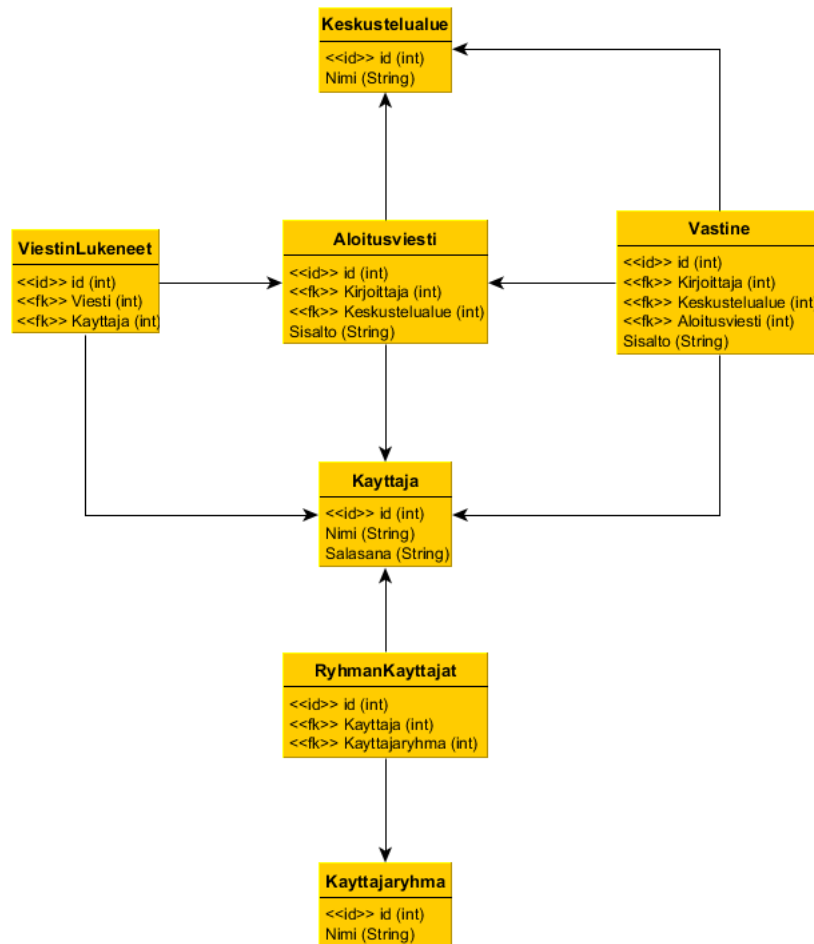 Keskustelualue
<<id>> id (int)
Nimi (String)
ViestinLukeneet
<<id>> id (int)
<<fk>> Viesti (int)
<<fk>> Kayttaja (int)
Aloitusviesti
<<id>> id (int)
<<fk>> Kirjoittaja (int)
<<fk>> Keskustelualue (int)
Sisalto (String)
Vastine
<<id>> id (int)
<<fk>> Kirjoittaja (int)
<<fk>> Keskustelualue (int)
<<fk>> Aloitusviesti (int)
Sisalto (String)
Kayttaja
<<id>> id (int)
Nimi (String)
Salasana (String)
RyhmanKayttajat
<<id>> id (int)
<<fk>> Kayttaja (int)
<<fk>> Kayttajaryhma (int)
Kayttajaryhma
<<id>> id (int)
Nimi (String)